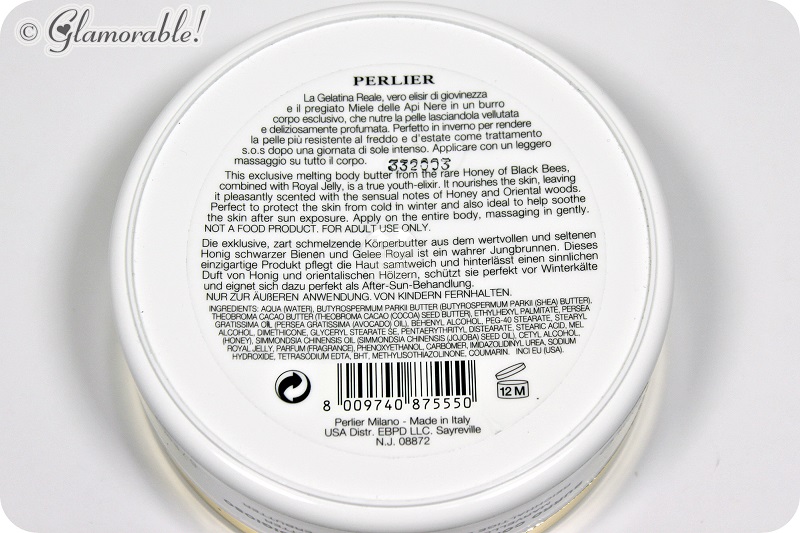 © Glamorable!
PERLIER
La Gelatina Reale, vero elisir di giovinezza
e il pregiato Miele delle Api Nere in un burro
corpo esclusivo, che nutre la pelle lasciandola vellutata
e deliziosamente profumata. Perfetto in inverno per rendere
la pelle più resistente al freddo e d'estate come trattamento
s.o.s dopo una giornata di sole intenso. Applicare con un leggero
massaggio su tutto il corpo.
This exclusive melting body butter from the rare Honey of Black Bees,
combined with Royal Jelly, is a true youth-elixir. It nourishes the skin, leaving
it pleasantly scented with the sensual notes of Honey and Oriental woods.
Perfect to protect the skin from cold in winter and also ideal to help soothe
the skin after sun exposure. Apply on the entire body, massaging in gently.
NOT A FOOD PRODUCT. FOR ADULT USE ONLY.
Die exklusive, zart schmelzende Körperbutter aus dem wertvollen und seltenen
Honig schwarzer Bienen und Gelee Royal ist ein wahrer Jungbrunnen. Dieses
einzigartige Produkt pflegt die Haut samtweich und hinterlässt einen sinnlichen
Duft von Honig und orientalischen Hölzern, schützt sie perfekt vor Winterkälte
und eignet sich dazu perfekt als After-Sun-Behandlung.
NUR ZUR ÄUßEREN ANWENDUNG. VON KINDERN FERNHALTEN.
INGREDIENTS: AQUA (WATER), BUTYROSPERMUM PARKII BUTTER (BUTYROSPERMUM PARKII (SHEA) BUTTER),
THEOBROMA CACAO BUTTER (THEOBROMA CACAO (COCOA) SEED BUTTER), ETHYLHEXYL PALMITATE, PERSEA
GRATISSIMA OIL (PERSEA GRATISSIMA (AVOCADO) OIL), BEHENYL ALCOHOL, PEG-40 STEARATE, STEARYL
ALCOHOL, DIMETHICONE, GLYCERYL STEARATE SE, PENTAERYTHRITYL DISTEARATE, STEARIC ACID, MEL
(HONEY), SIMMONDSIA CHINENSIS OIL (SIMMONDSIA CHINENSIS (JOJOBA) SEED OIL), CETYL ALCOHOL,
ROYAL JELLY, PARFUM (FRAGRANCE), PHENOXYETHANOL, CARBOMER, IMIDAZOLIDINYL UREA, SODIUM
HYDROXIDE, TETRASODIUM EDTA, BHT, METHYLISOTHIAZOLINONE, COUMARIN. INCI EU (USA).
8 009740 875550
12 M
Perlier Milano - Made in Italy
USA Distr. EBPD LLC. Sayreville
N.J. 08872